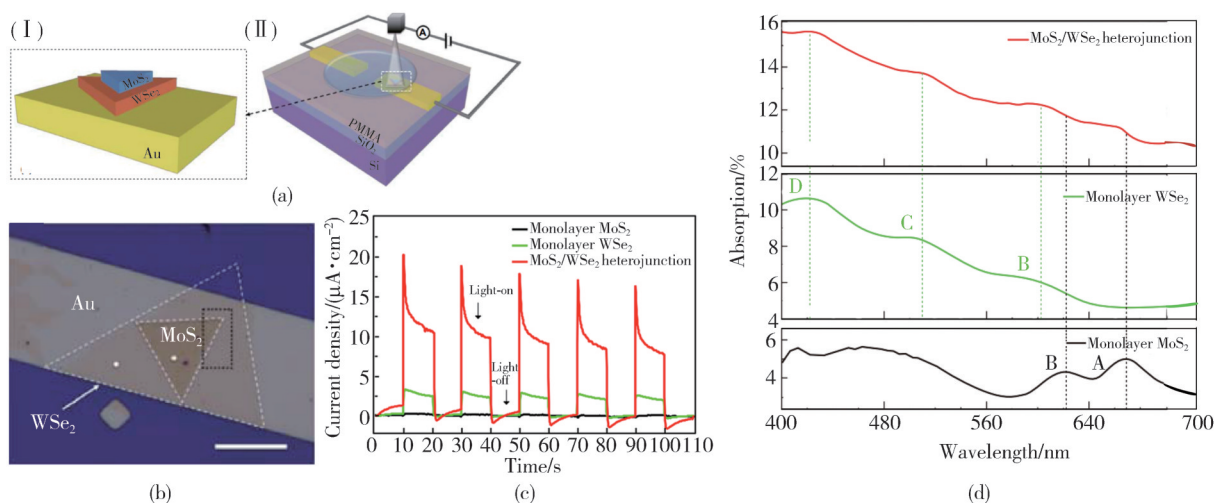 (Ⅰ)
MoS₂
WSe₂
Au
(Ⅱ)
A
PMMA
SiO₂
Si
(a)
Au
MoS₂
WSe₂
(b)
Current density/(μA·cm⁻²)
25
20
15
10
5
0
Monolayer MoS₂
Monolayer WSe₂
MoS₂/WSe₂ heterojunction
Light-on
Light
-off
0 10 20 30 40 50 60 70 80 90 100 110
Time/s
(c)
Absorption/%
16
14
12
10
MoS₂/WSe₂ heterojunction
12
10
8
6
4
D
C
B
Monolayer WSe₂
6
4
B
A
Monolayer MoS₂
400 480 560 640 700
Wavelength/nm
(d)